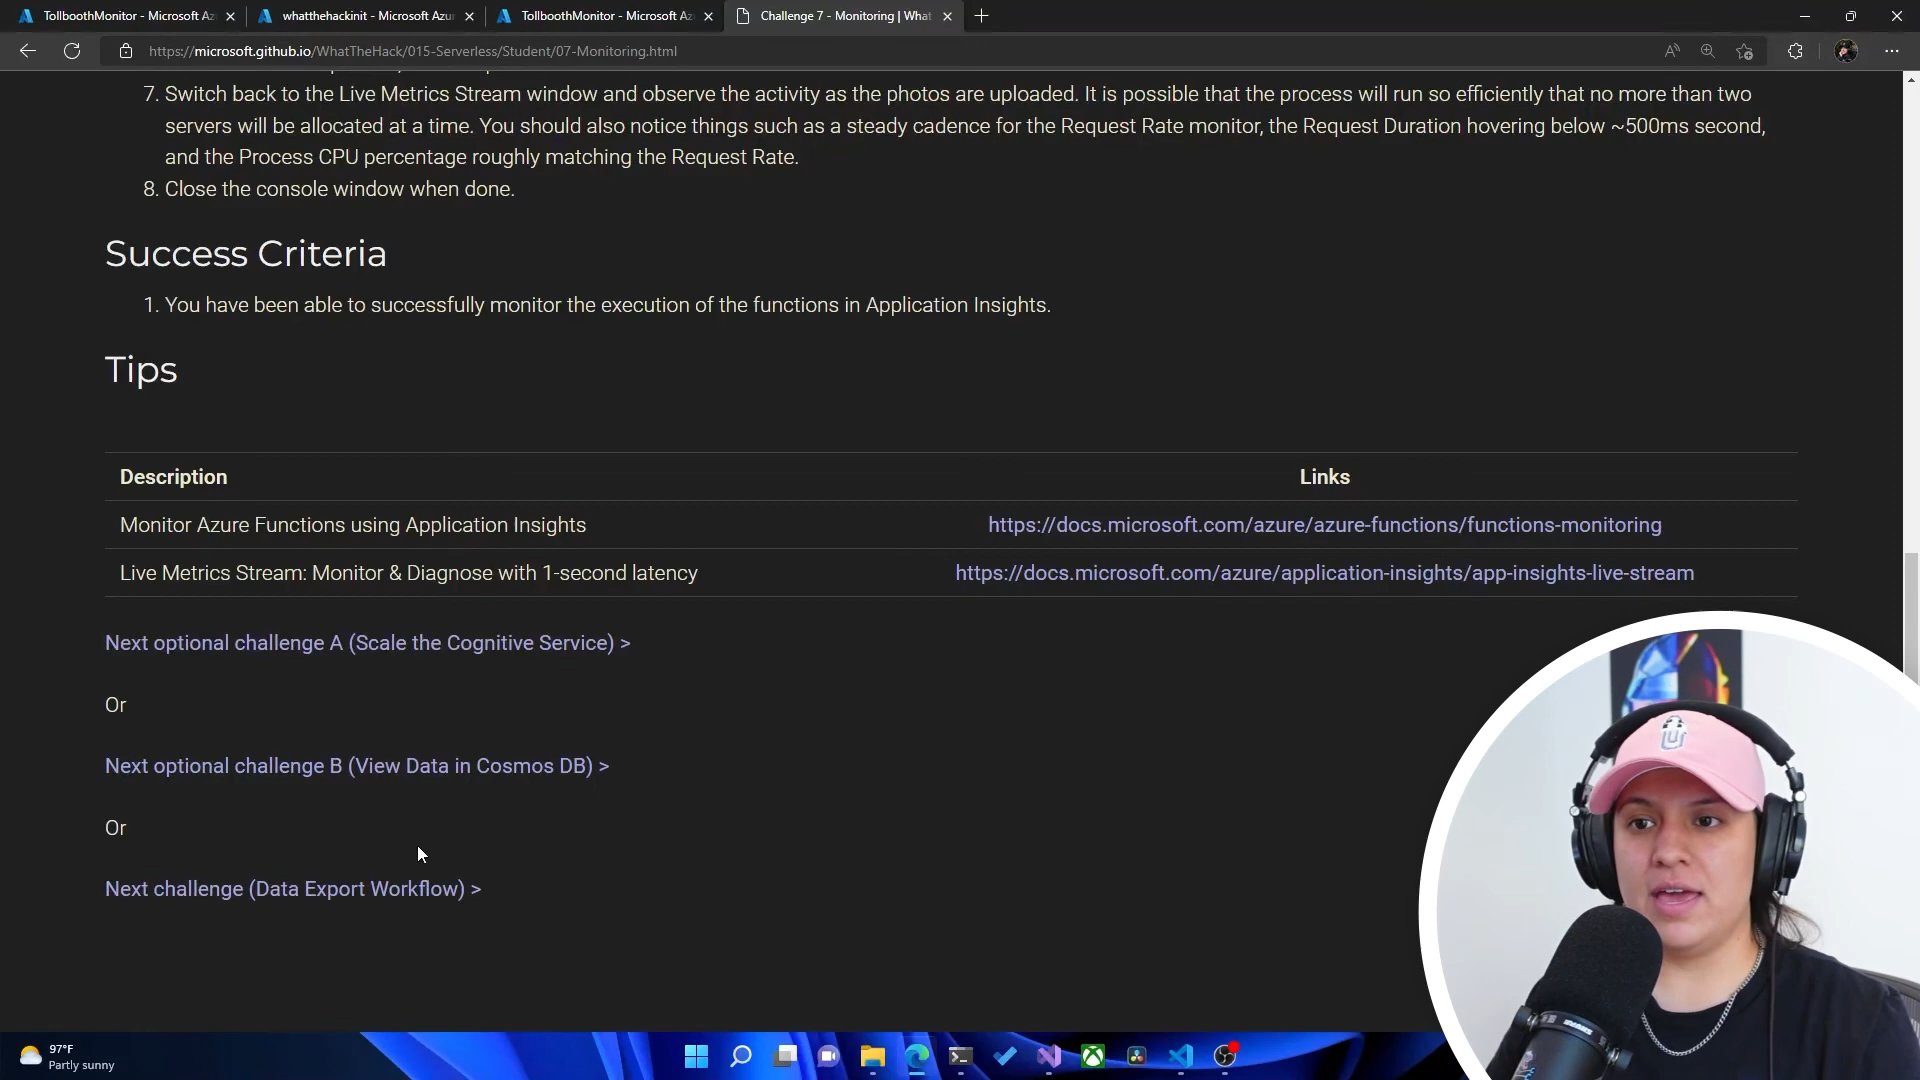 TollboothMonitor - Microsoft Az
whatthehackinit - Microsoft Azur
TollboothMonitor - Microsoft Az
Challenge 7 - Monitoring | What
https://microsoft.github.io/WhatTheHack/015-Serverless/Student/07-Monitoring.html
7. Switch back to the Live Metrics Stream window and observe the activity as the photos are uploaded. It is possible that the process will run so efficiently that no more than two
servers will be allocated at a time. You should also notice things such as a steady cadence for the Request Rate monitor, the Request Duration hovering below ~500ms second,
and the Process CPU percentage roughly matching the Request Rate.
8. Close the console window when done.
Success Criteria
1. You have been able to successfully monitor the execution of the functions in Application Insights.
Tips
Description Links
Monitor Azure Functions using Application Insights https://docs.microsoft.com/azure/azure-functions/functions-monitoring
Live Metrics Stream: Monitor & Diagnose with 1-second latency https://docs.microsoft.com/azure/application-insights/app-insights-live-stream
Next optional challenge A (Scale the Cognitive Service) >
Or
Next optional challenge B (View Data in Cosmos DB) >
Or
Next challenge (Data Export Workflow) >
97°F
Partly sunny